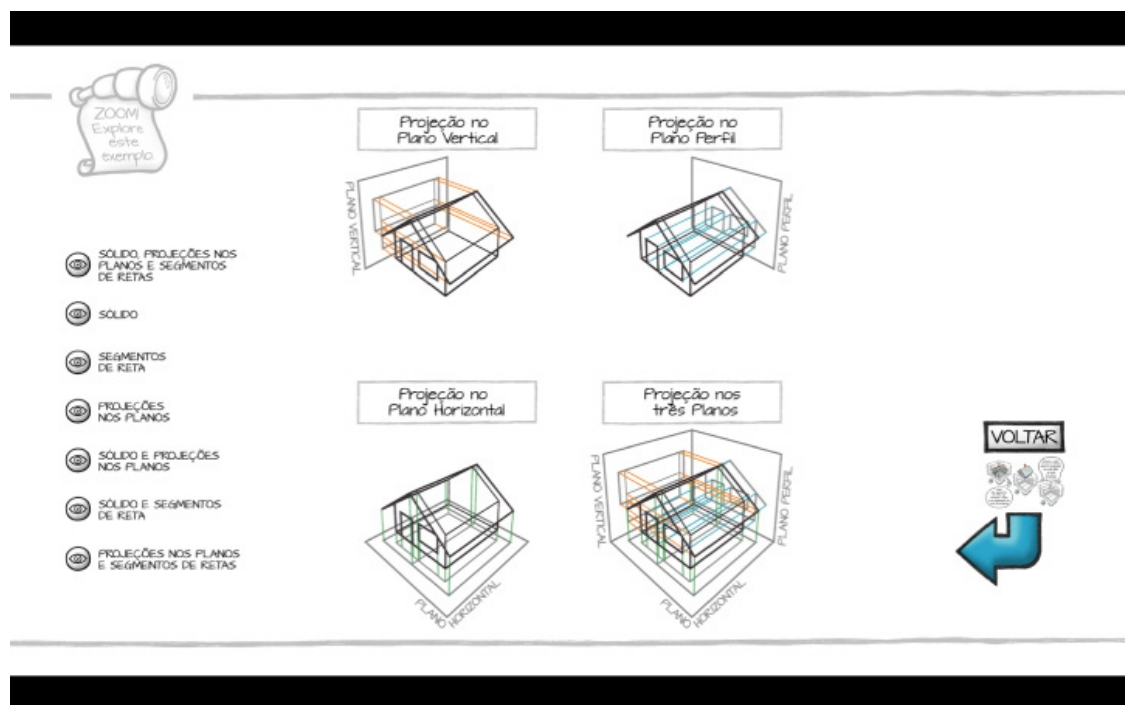 ZOOM!
Explore
este
exemplo.
Projeção no
Plano Vertical
Projeção no
Plano Perfil
PLANO VERTICAL
PLANO PERFIL
SÓLIDO, PROJEÇÕES NOS
PLANOS E SEGMENTOS
DE RETAS
SÓLIDO
SEGMENTOS
DE RETA
PROJEÇÕES
NOS PLANOS
SÓLIDO E PROJEÇÕES
NOS PLANOS
SÓLIDO E SEGMENTOS
DE RETA
PROJEÇÕES NOS PLANOS
E SEGMENTOS DE RETAS
Projeção no
Plano Horizontal
Projeção nos
três Planos
PLANO HORIZONTAL
PLANO VERTICAL
PLANO PERFIL
PLANO HORIZONTAL
VOLTAR